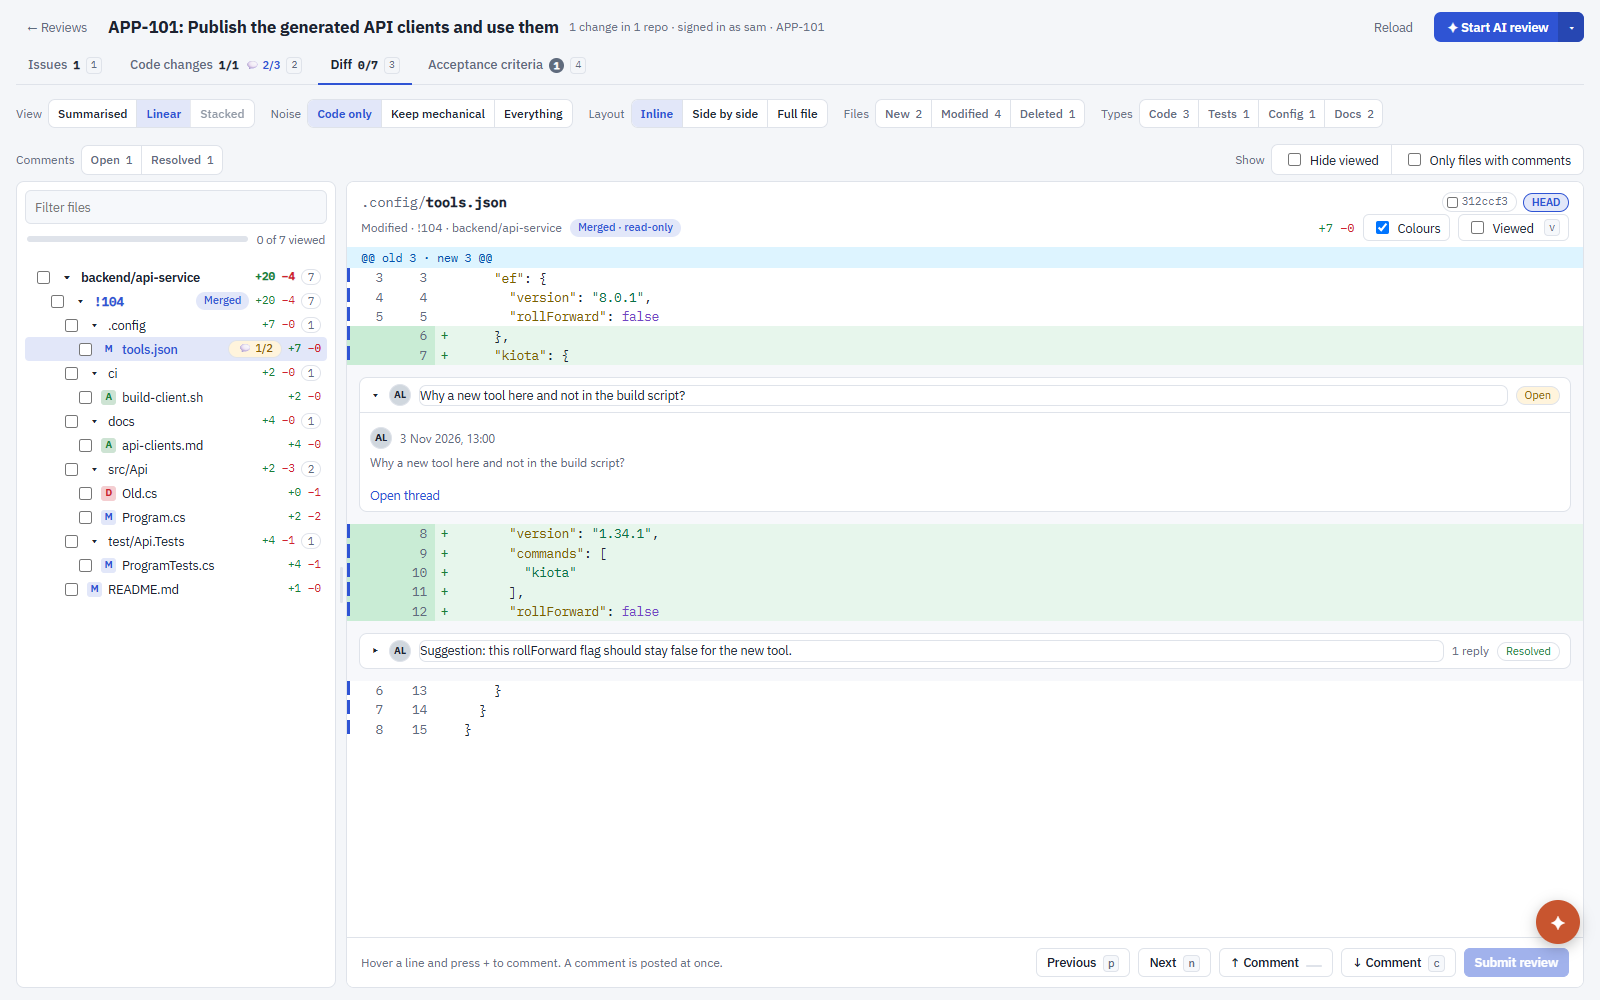 ← Reviews APP-101: Publish the generated API clients and use them 1 change in 1 repo · signed in as sam · APP-101 Reload ✦ Start AI review
Issues 1 1 Code changes 1/1 2/3 2 Diff 0/7 3 Acceptance criteria 1 4
View Summarised Linear Stacked Noise Code only Keep mechanical Everything Layout Inline Side by side Full file Files New 2 Modified 4 Deleted 1 Types Code 3 Tests 1 Config 1 Docs 2
Comments Open 1 Resolved 1 Show Hide viewed Only files with comments
Filter files
0 of 7 viewed
backend/api-service +20 −4 7
!104 Merged +20 −4 7
.config +7 −0 1
M tools.json 1/2 +7 −0
ci +2 −0 1
A build-client.sh +2 −0
docs +4 −0 1
A api-clients.md +4 −0
src/Api +2 −3 2
D Old.cs +0 −1
M Program.cs +2 −2
test/Api.Tests +4 −1 1
M ProgramTests.cs +4 −1
M README.md +1 −0
.config/tools.json 312ccf3 HEAD
Modified · !104 · backend/api-service Merged · read-only +7 −0 Colours Viewed v
@@ old 3 · new 3 @@
3 3 "ef": {
4 4 "version": "8.0.1",
5 5 "rollForward": false
6 + },
7 + "kiota": {
AL Why a new tool here and not in the build script? Open
AL 3 Nov 2026, 13:00
Why a new tool here and not in the build script?
Open thread
8 + "version": "1.34.1",
9 + "commands": [
10 + "kiota"
11 + ],
12 + "rollForward": false
AL Suggestion: this rollForward flag should stay false for the new tool. 1 reply Resolved
6 13 }
7 14 }
8 15 }
Hover a line and press + to comment. A comment is posted at once. Previous p Next n ↑ Comment ↓ Comment c Submit review